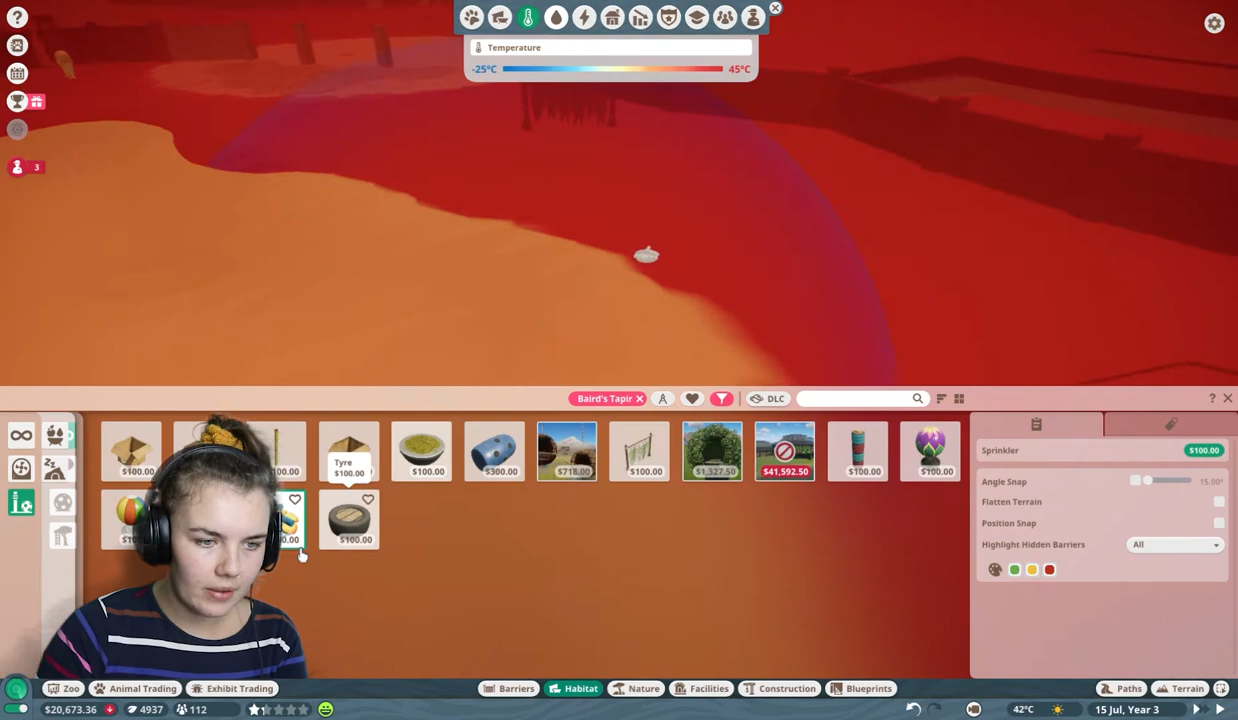 ?
Temperature
-25°C
45°C
3
Baird's Tapir
DLC
?
$100.00
$100.00
$100.00
$300.00
$718.00
$100.00
$1,327.50
$41,592.50
$100.00
$100.00
Tyre
$100.00
$100.00
Sprinkler
$100.00
Angle Snap
15.00°
Flatten Terrain
Position Snap
Highlight Hidden Barriers
All
Zoo
Animal Trading
Exhibit Trading
Barriers
Habitat
Nature
Facilities
Construction
Blueprints
Paths
Terrain
$20,673.36
4937
112
42°C
15 Jul, Year 3